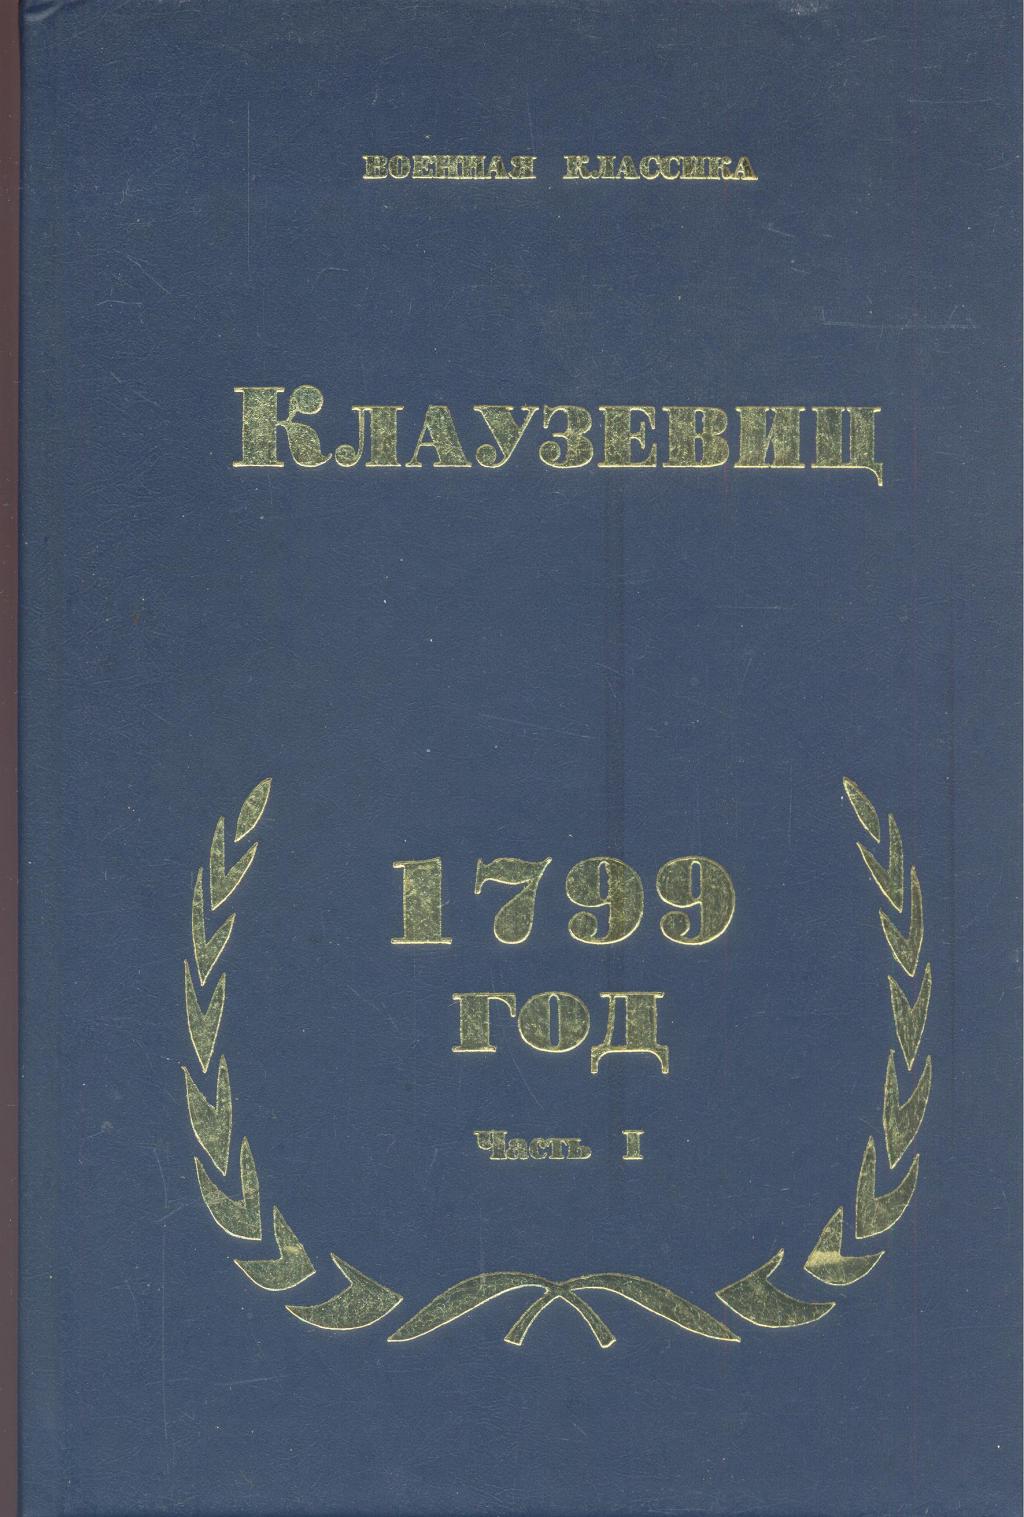 ВОЕННАЯ КЛАССИКА
КЛАУЗЕВИЦ
1799
ГОД
Часть I